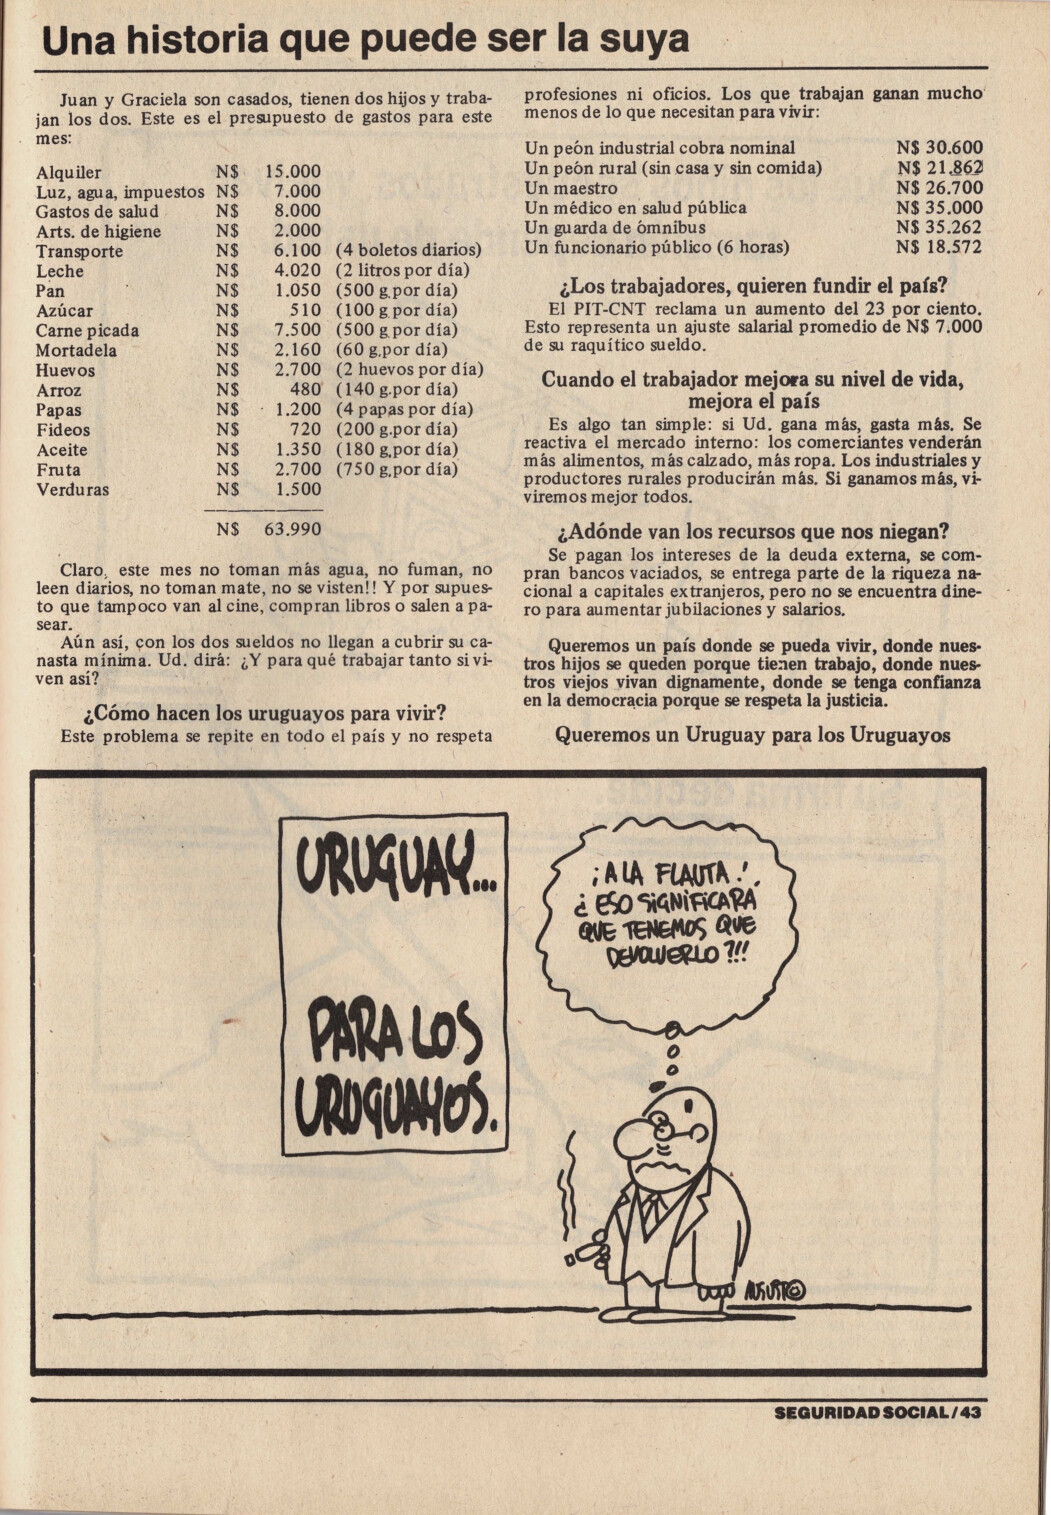 Una historia que puede ser la suya
Juan y Graciela son casados, tienen dos hijos y traba-
jan los dos. Este es el presupuesto de gastos para este
mes:
Alquiler N$ 15.000
Luz, agua, impuestos N$ 7.000
Gastos de salud N$ 8.000
Arts. de higiene N$ 2.000
Transporte N$ 6.100 (4 boletos diarios)
Leche N$ 4.020 (2 litros por día)
Pan N$ 1.050 (500 g.por día)
Azúcar N$ 510 (100 g.por día)
Carne picada N$ 7.500 (500 g.por día)
Mortadela N$ 2.160 (60 g.por día)
Huevos N$ 2.700 (2 huevos por día)
Arroz N$ 480 (140 g.por día)
Papas N$ 1.200 (4 papas por día)
Fideos N$ 720 (200 g.por día)
Aceite N$ 1.350 (180 g.por día)
Fruta N$ 2.700 (750 g.por día)
Verduras N$ 1.500
N$ 63.990
Claro, este mes no toman más agua, no fuman, no
leen diarios, no toman mate, no se visten!! Y por supues-
to que tampoco van al cine, compran libros o salen a pa-
sear.
Aún así, con los dos sueldos no llegan a cubrir su ca-
nasta mínima. Ud. dirá: ¿Y para qué trabajar tanto si vi-
ven así?
¿Cómo hacen los uruguayos para vivir?
Este problema se repite en todo el país y no respeta
profesiones ni oficios. Los que trabajan ganan mucho
menos de lo que necesitan para vivir:
Un peón industrial cobra nominal N$ 30.600
Un peón rural (sin casa y sin comida) N$ 21.862
Un maestro N$ 26.700
Un médico en salud pública N$ 35.000
Un guarda de ómnibus N$ 35.262
Un funcionario público (6 horas) N$ 18.572
¿Los trabajadores, quieren fundir el país?
El PIT-CNT reclama un aumento del 23 por ciento.
Esto representa un ajuste salarial promedio de N$ 7.000
de su raquítico sueldo.
Cuando el trabajador mejora su nivel de vida,
mejora el país
Es algo tan simple: si Ud. gana más, gasta más. Se
reactiva el mercado interno: los comerciantes venderán
más alimentos, más calzado, más ropa. Los industriales y
productores rurales producirán más. Si ganamos más, vi-
viremos mejor todos.
¿Adónde van los recursos que nos niegan?
Se pagan los intereses de la deuda externa, se com-
pran bancos vaciados, se entrega parte de la riqueza na-
cional a capitales extranjeros, pero no se encuentra dine-
ro para aumentar jubilaciones y salarios.
Queremos un país donde se pueda vivir, donde nues-
tros hijos se queden porque tienen trabajo, donde nues-
tros viejos vivan dignamente, donde se tenga confianza
en la democracia porque se respeta la justicia.
Queremos un Uruguay para los Uruguayos
URUGUAY...
PARA LOS
URUGUAYOS.
¡A LA FLAUTA!.
¿ ESO SIGNIFICARA
QUE TENEMOS QUE
DEVOLVERLO?!!!
SEGURIDAD SOCIAL/43